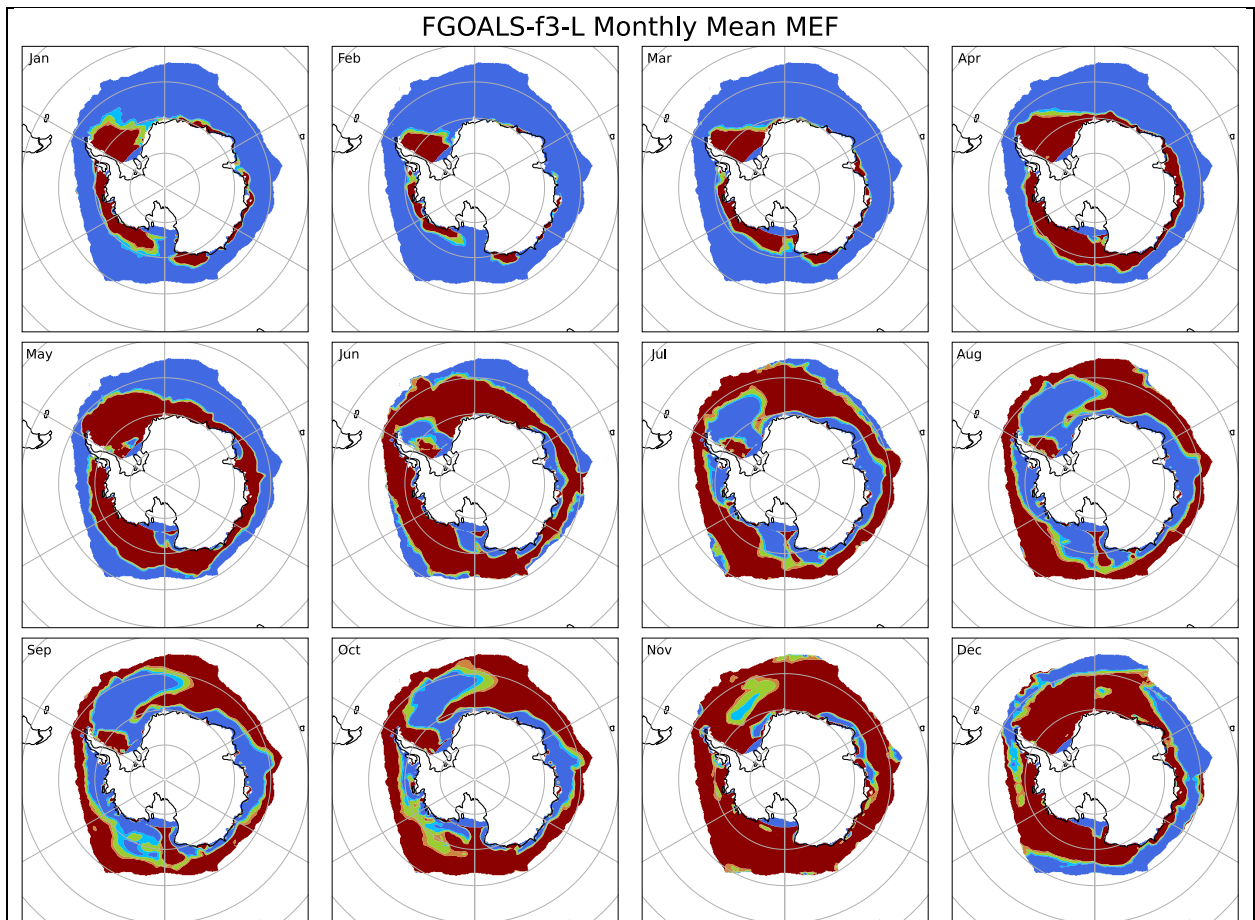 FGOALS-f3-L Monthly Mean MEF
Jan
Feb
Mar
Apr
May
Jun
Jul
Aug
Sep
Oct
Nov
Dec